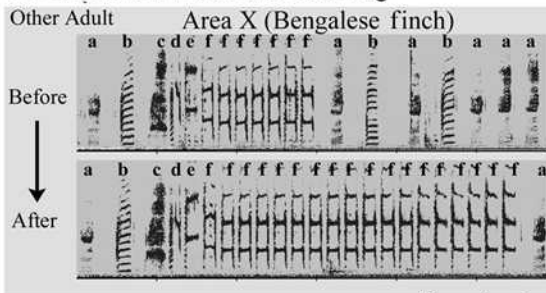 Other Adult
Area X (Bengalese finch)
a b c d e f f f f f f f a b a b a a a
Before
a b c d e f f f f f f f f f f f f f f f f f f a
After